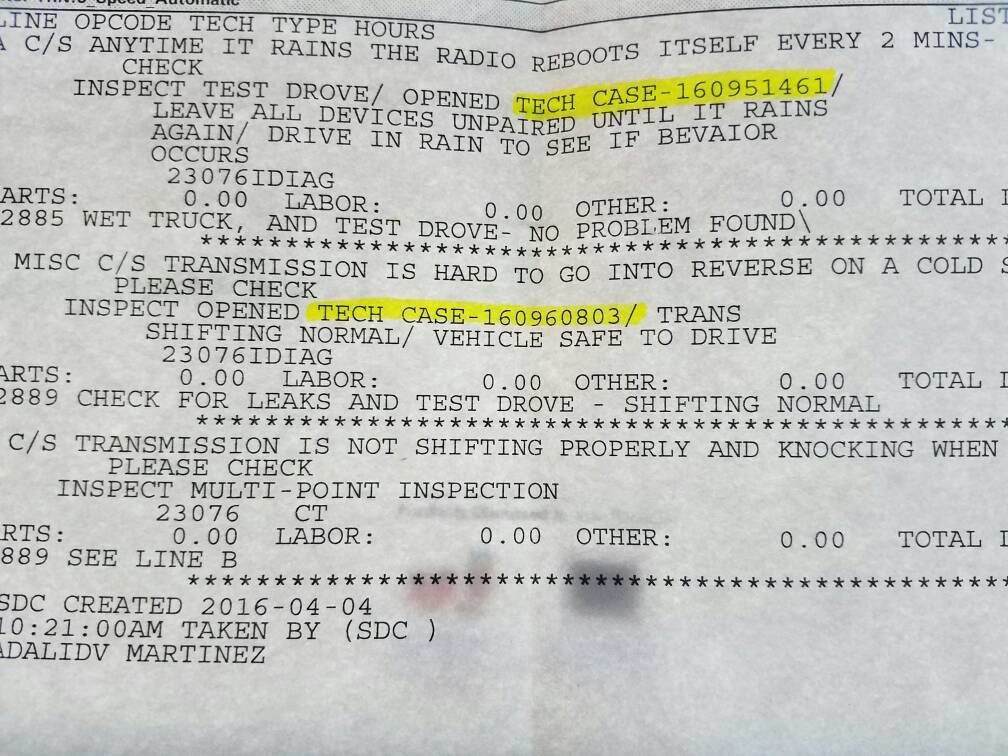 Speed_Automatic
LINE OPCODE TECH TYPE HOURS LIST
A C/S ANYTIME IT RAINS THE RADIO REBOOTS ITSELF EVERY 2 MINS-
CHECK
INSPECT TEST DROVE/ OPENED TECH CASE-160951461/
LEAVE ALL DEVICES UNPAIRED UNTIL IT RAINS
AGAIN/ DRIVE IN RAIN TO SEE IF BEVAIOR
OCCURS
23076IDIAG
ARTS: 0.00 LABOR: 0.00 OTHER: 0.00 TOTAL L
2885 WET TRUCK, AND TEST DROVE- NO PROBLEM FOUND\
****************************************************
MISC C/S TRANSMISSION IS HARD TO GO INTO REVERSE ON A COLD S
PLEASE CHECK
INSPECT OPENED TECH CASE-160960803/ TRANS
SHIFTING NORMAL/ VEHICLE SAFE TO DRIVE
23076IDIAG
ARTS: 0.00 LABOR: 0.00 OTHER: 0.00 TOTAL L
2889 CHECK FOR LEAKS AND TEST DROVE - SHIFTING NORMAL
****************************************************
C/S TRANSMISSION IS NOT SHIFTING PROPERLY AND KNOCKING WHEN
PLEASE CHECK
INSPECT MULTI-POINT INSPECTION
23076 CT
RTS: 0.00 LABOR: 0.00 OTHER: 0.00 TOTAL L
889 SEE LINE B
****************************************************
SDC CREATED 2016-04-04
10:21:00AM TAKEN BY (SDC )
ADALIDV MARTINEZ